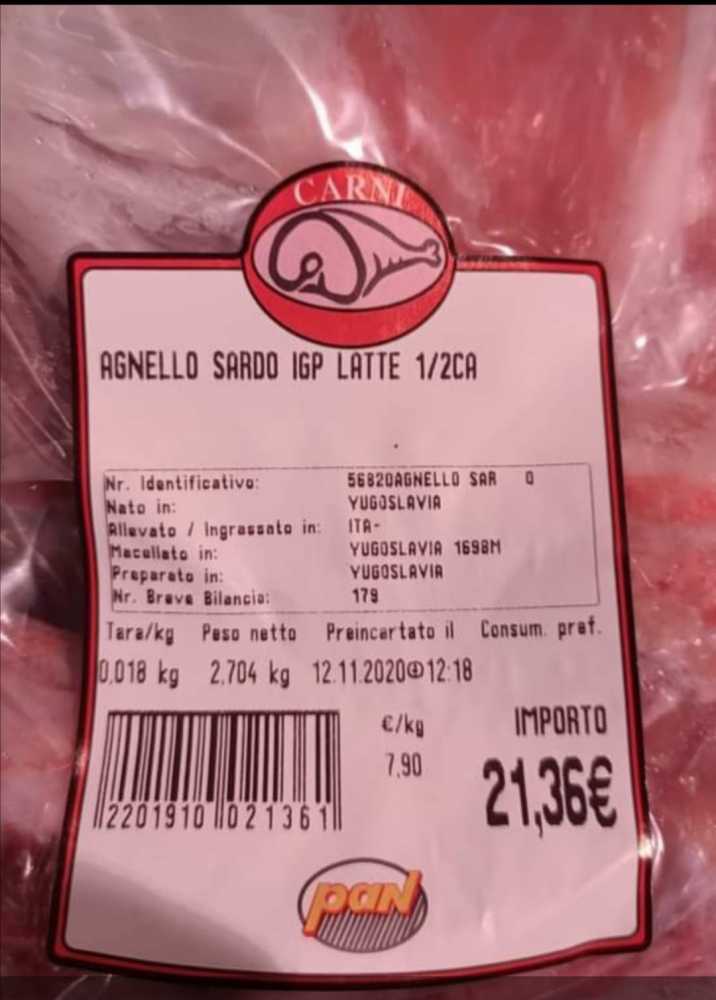 CARNI
AGNELLO SARDO IGP LATTE 1/2CA
Nr. Identificativo: 56820AGNELLO SAR 0
Nato in: YUGOSLAVIA
Allevato / Ingrassato in: ITA-
Macellato in: YUGOSLAVIA 1698M
Preparato in: YUGOSLAVIA
Nr. Breve Bilancia: 179
Tara/kg Peso netto Preincartato il Consum. pref.
0,018 kg 2,704 kg 12.11.2020 12:18
€/kg IMPORTO
7,90 21,36€
2201910 021361
pan